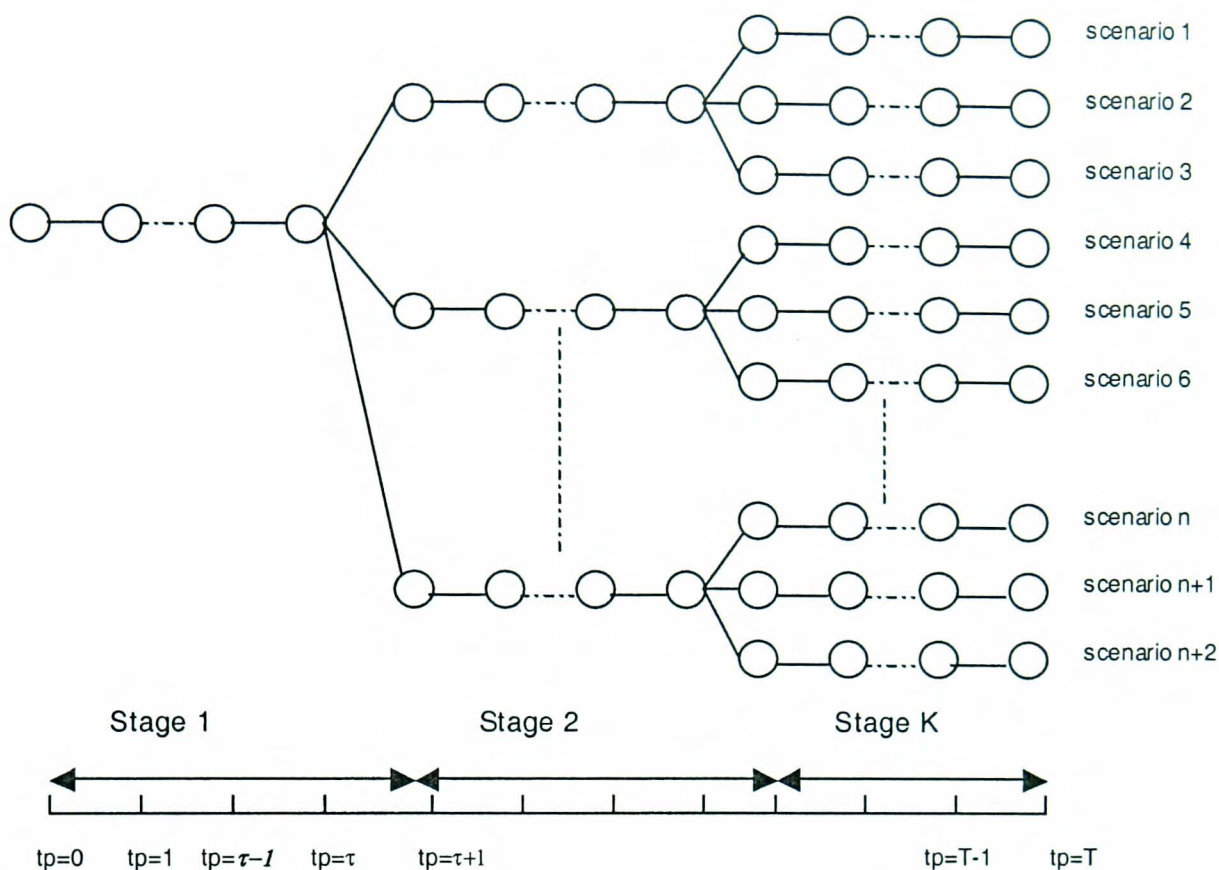 scenario 1
scenario 2
scenario 3
scenario 4
scenario 5
scenario 6
scenario n
scenario n+1
scenario n+2
Stage 1 Stage 2 Stage K
tp=0 tp=1 tp=τ-1 tp=τ tp=τ+1 tp=T-1 tp=T